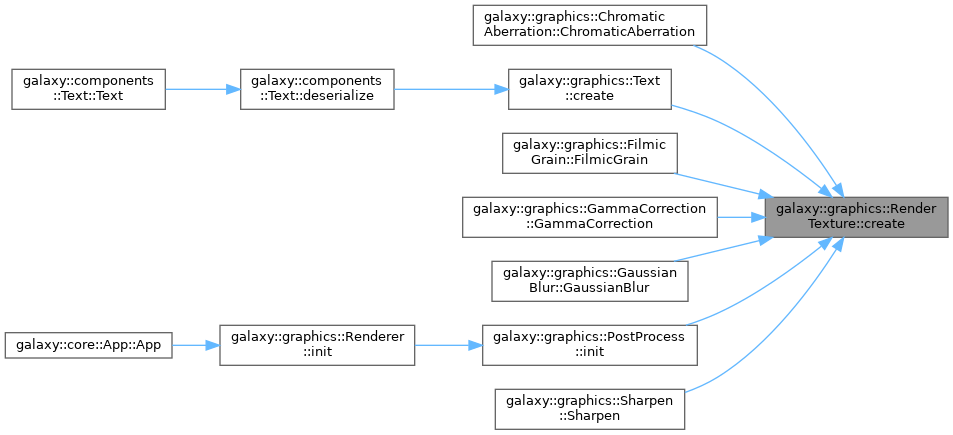 galaxy::graphics::Chromatic
Aberration::ChromaticAberration
galaxy::components
::Text::Text
galaxy::components
::Text::deserialize
galaxy::graphics::Text
::create
galaxy::graphics::Filmic
Grain::FilmicGrain
galaxy::graphics::GammaCorrection
::GammaCorrection
galaxy::graphics::Render
Texture::create
galaxy::graphics::Gaussian
Blur::GaussianBlur
galaxy::core::App::App
galaxy::graphics::Renderer
::init
galaxy::graphics::PostProcess
::init
galaxy::graphics::Sharpen
::Sharpen